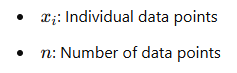 • xᵢ: Individual data points
• n: Number of data points